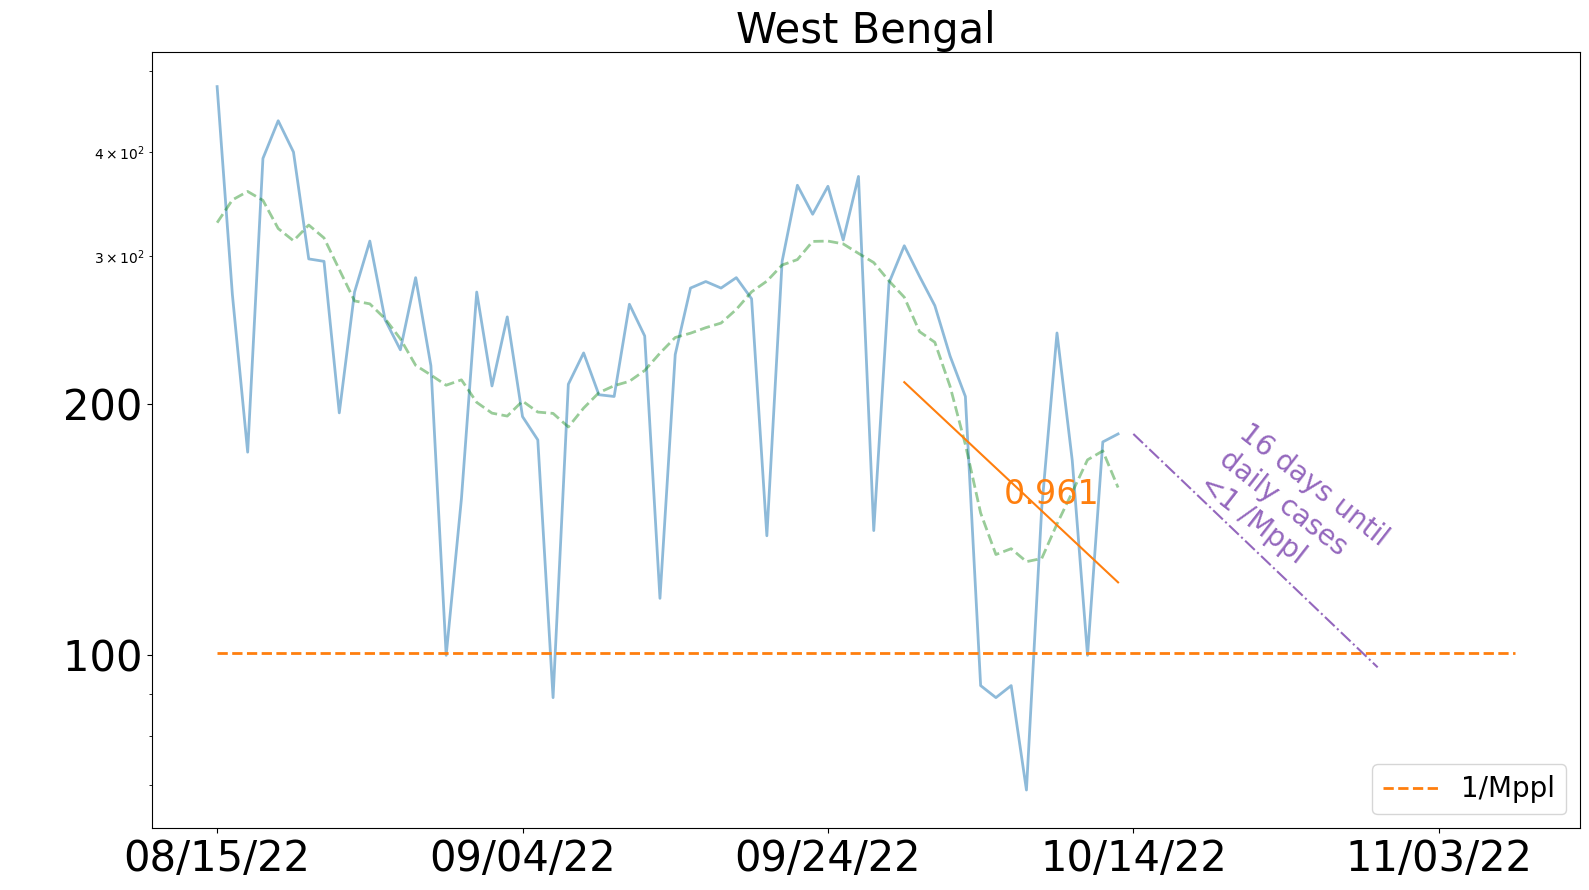 West Bengal
4 × 10²
3 × 10²
200
100
0.961
16 days until
daily cases
<1 /Mppl
1/Mppl
08/15/22
09/04/22
09/24/22
10/14/22
11/03/22